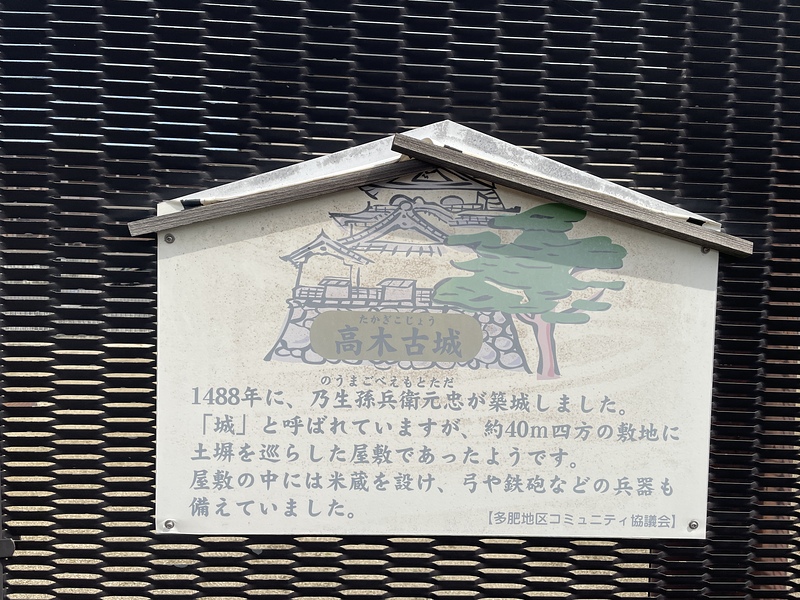 たかぎこじょう
高木古城
のうまごべえもとただ
1488年に、乃生孫兵衛元忠が築城しました。
「城」と呼ばれていますが、約40m四方の敷地に
土塀を巡らした屋敷であったようです。
屋敷の中には米蔵を設け、弓や鉄砲などの兵器も
備えていました。
【多肥地区コミュニティ協議会】